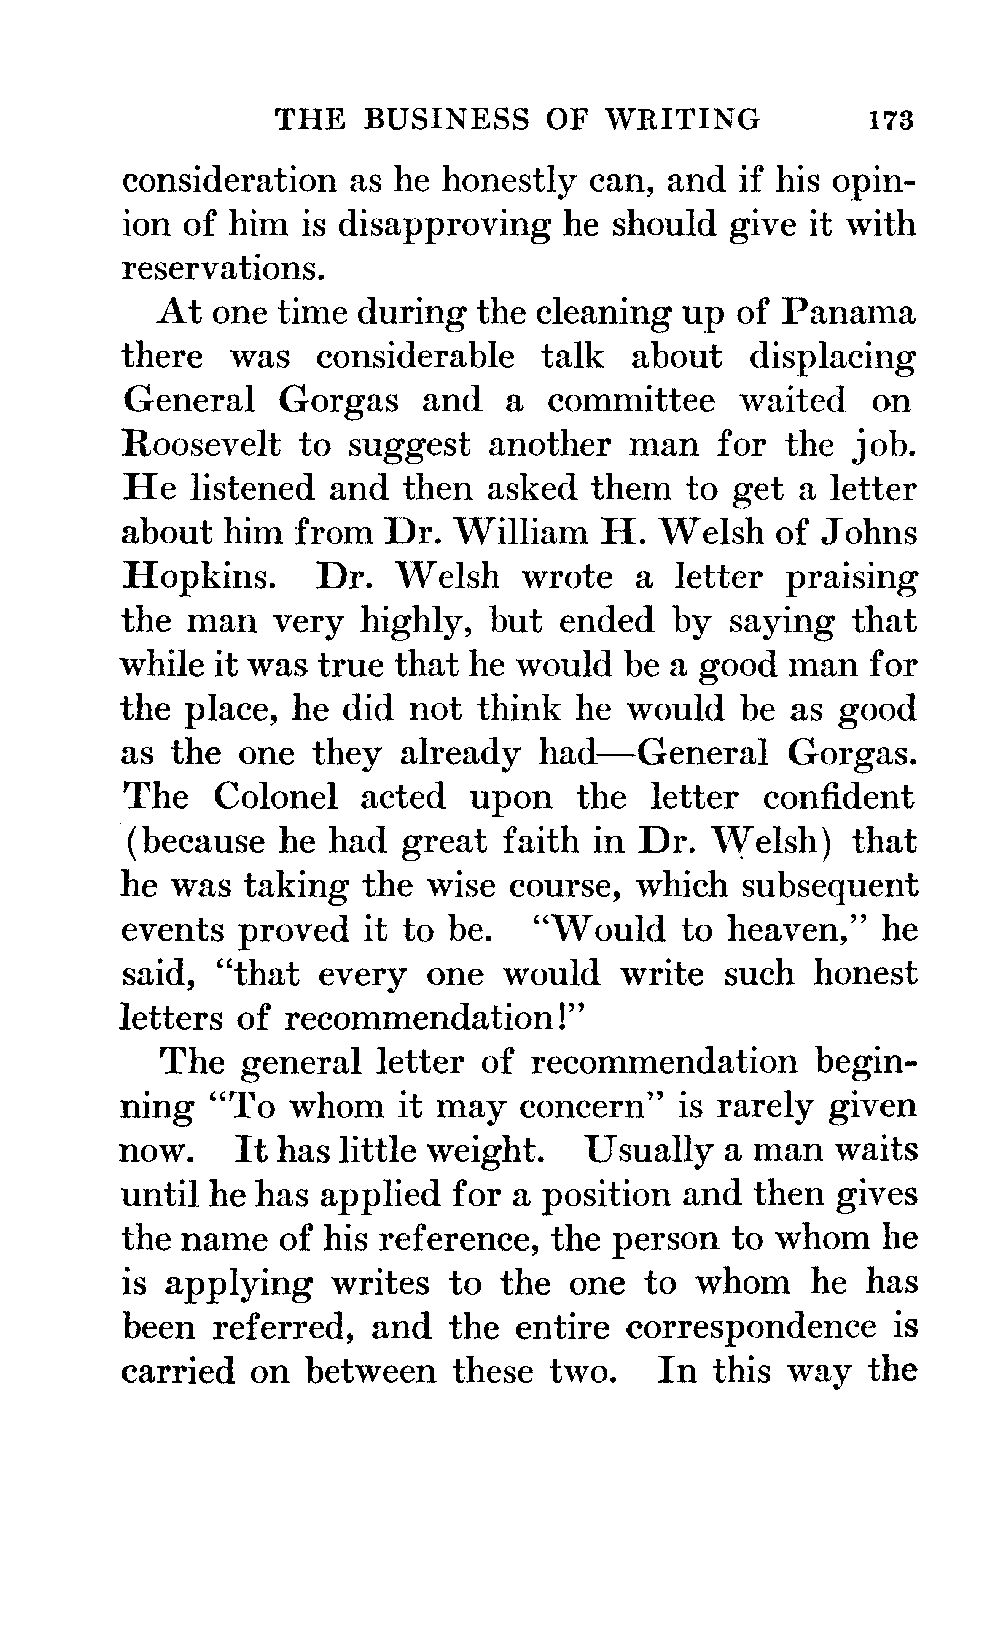 THE BUSINESS OF WRITING 173
consideration as he honestly can, and if his opin-
ion of him is disapproving he should give it with
reservations.
At one time during the cleaning up of Panama
there was considerable talk about displacing
General Gorgas and a committee waited on
Roosevelt to suggest another man for the job.
He listened and then asked them to get a letter
about him from Dr. William H. Welsh of Johns
Hopkins. Dr. Welsh wrote a letter praising
the man very highly, but ended by saying that
while it was true that he would be a good man for
the place, he did not think he would be as good
as the one they already had—General Gorgas.
The Colonel acted upon the letter confident
(because he had great faith in Dr. Welsh) that
he was taking the wise course, which subsequent
events proved it to be. “Would to heaven,” he
said, “that every one would write such honest
letters of recommendation!”
The general letter of recommendation begin-
ning “To whom it may concern” is rarely given
now. It has little weight. Usually a man waits
until he has applied for a position and then gives
the name of his reference, the person to whom he
is applying writes to the one to whom he has
been referred, and the entire correspondence is
carried on between these two. In this way the